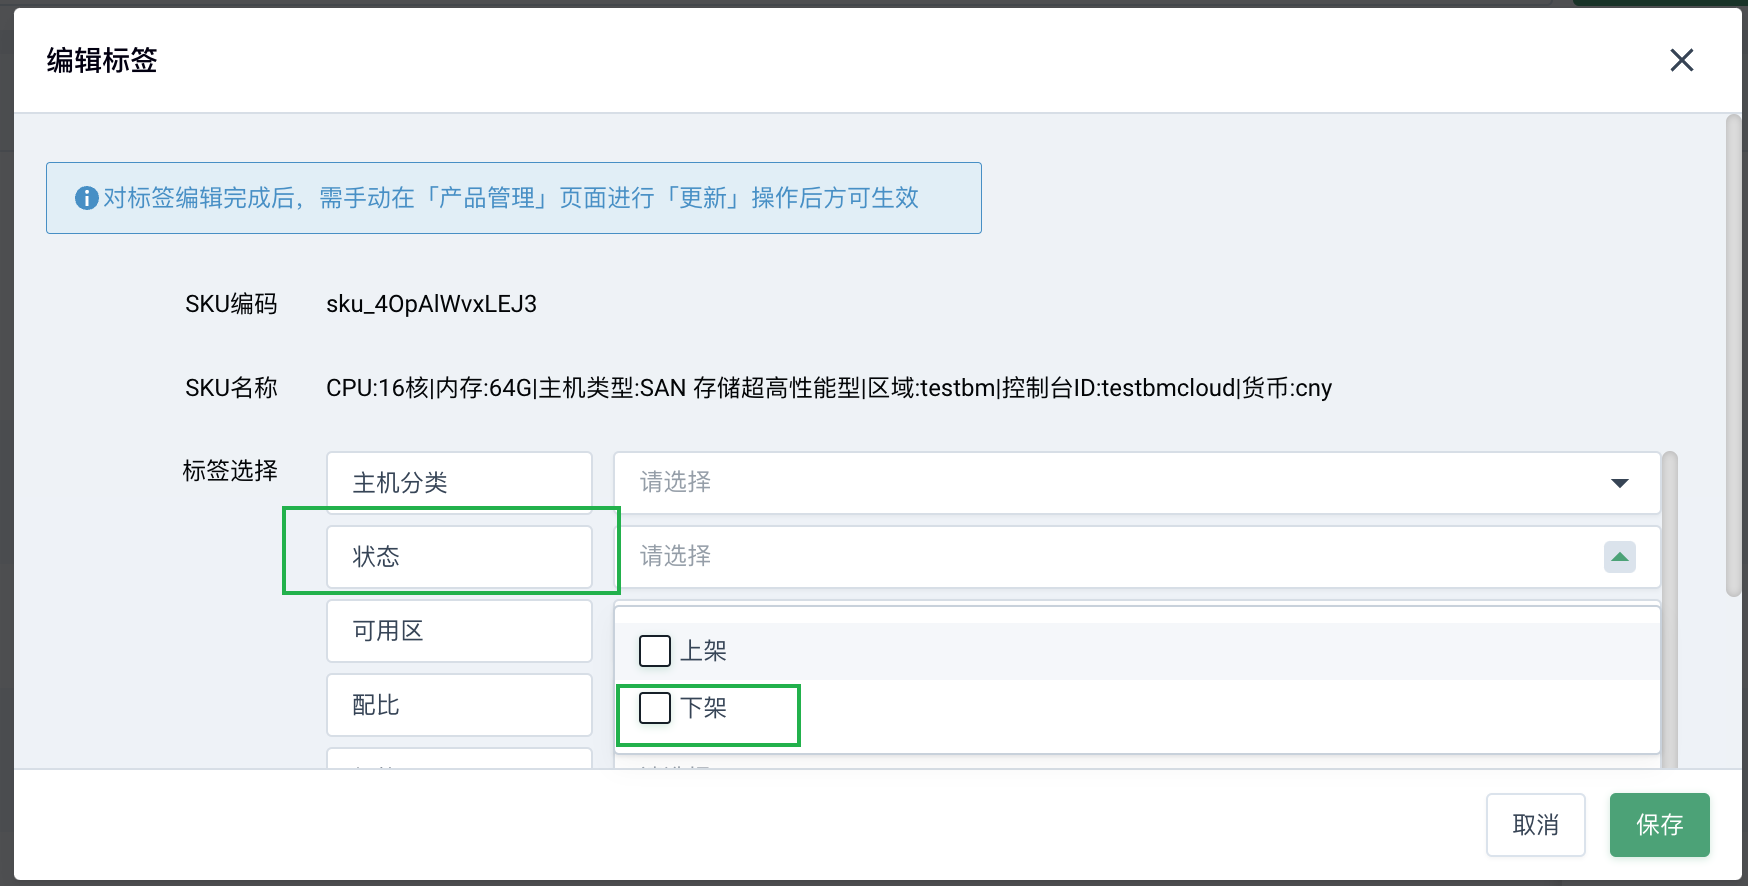 编辑标签
对标签编辑完成后，需手动在「产品管理」页面进行「更新」操作后方可生效
SKU编码 sku_4OpAlWvxLEJ3
SKU名称 CPU:16核|内存:64G|主机类型:SAN 存储超高性能型|区域:testbm|控制台ID:testbmcloud|货币:cny
标签选择 主机分类 请选择
状态 请选择
可用区
上架
配比
下架
取消 保存